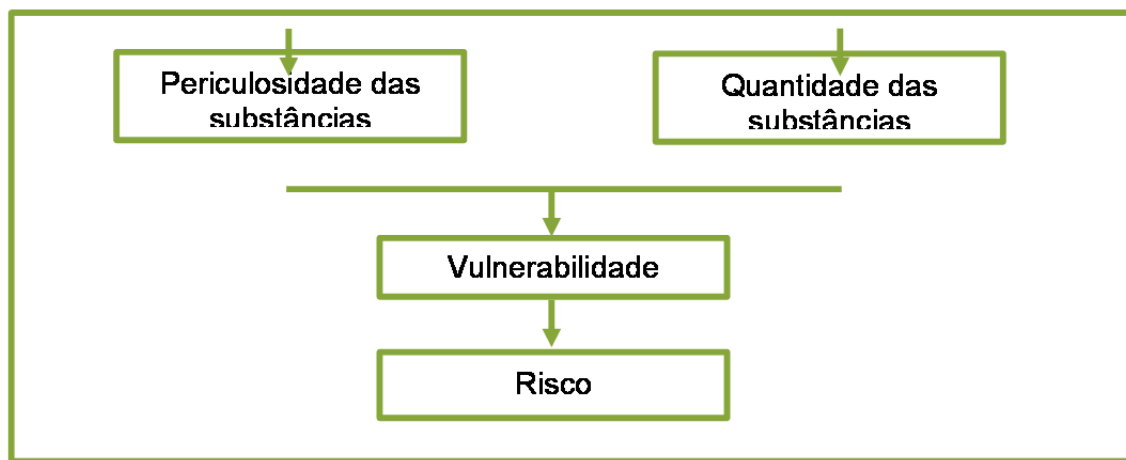 Periculosidade das
substâncias
Quantidade das
substâncias
Vulnerabilidade
Risco